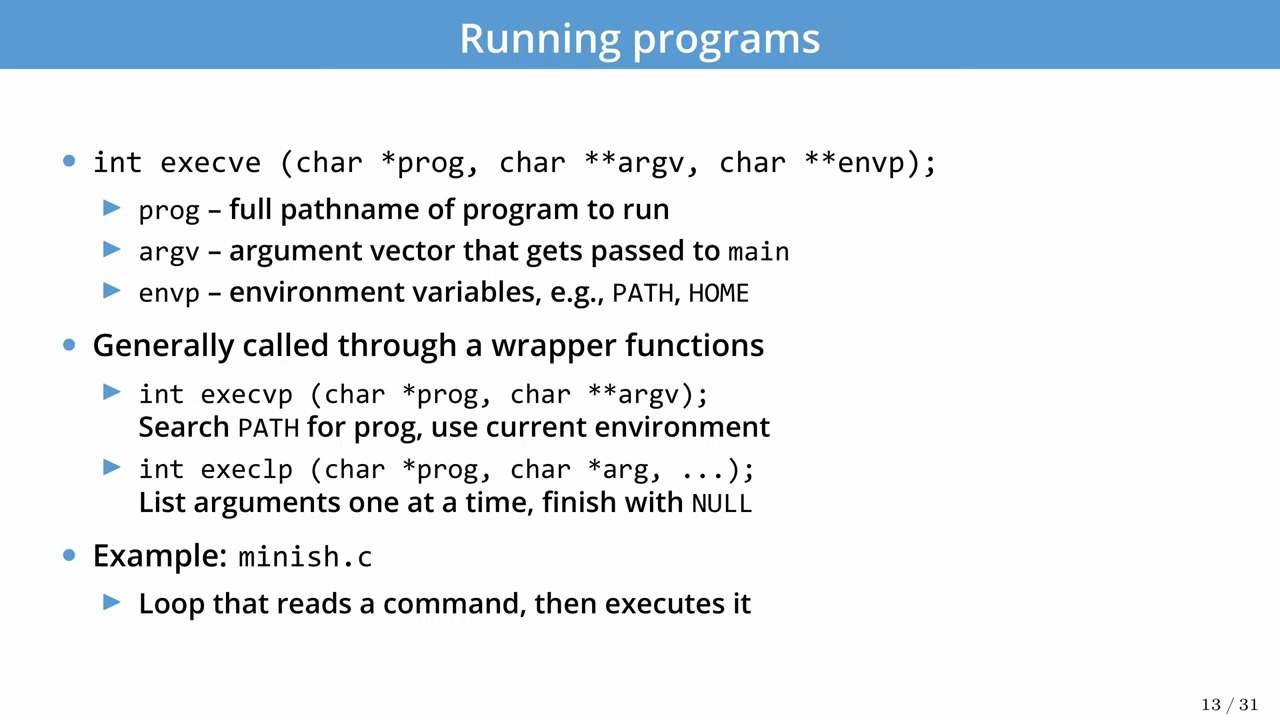 Running programs
• int execve (char *prog, char **argv, char **envp);
▶ prog – full pathname of program to run
▶ argv – argument vector that gets passed to main
▶ envp – environment variables, e.g., PATH, HOME
• Generally called through a wrapper functions
▶ int execvp (char *prog, char **argv);
Search PATH for prog, use current environment
▶ int execlp (char *prog, char *arg, ...);
List arguments one at a time, finish with NULL
• Example: minish.c
▶ Loop that reads a command, then executes it
13 / 31